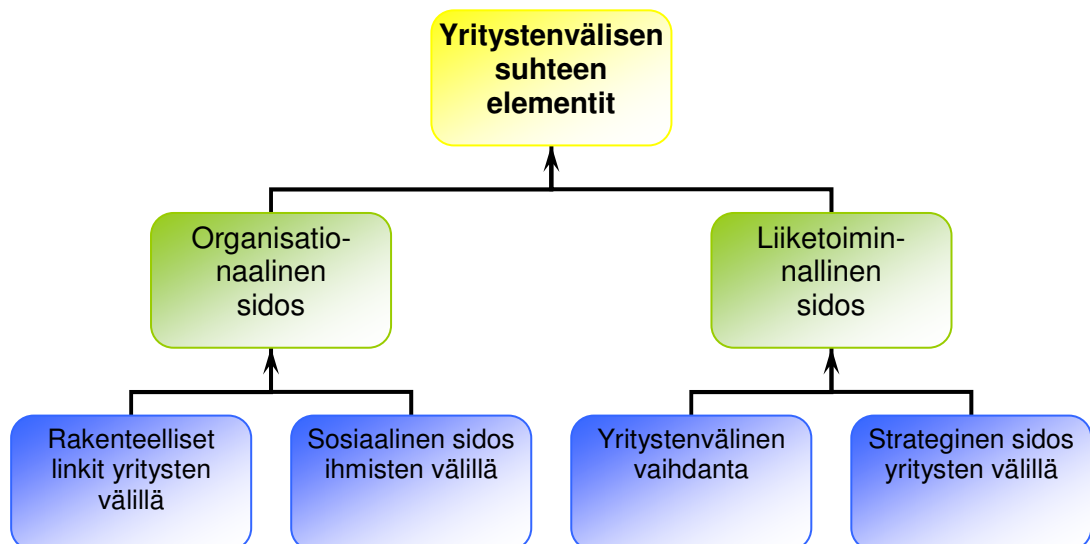 Yritystenvälisen
suhteen
elementit
Organisatio-
naalinen
sidos
Liiketoimin-
nallinen
sidos
Rakenteelliset
linkit yritysten
välillä
Sosiaalinen sidos
ihmisten välillä
Yritystenvälinen
vaihdanta
Strateginen sidos
yritysten välillä